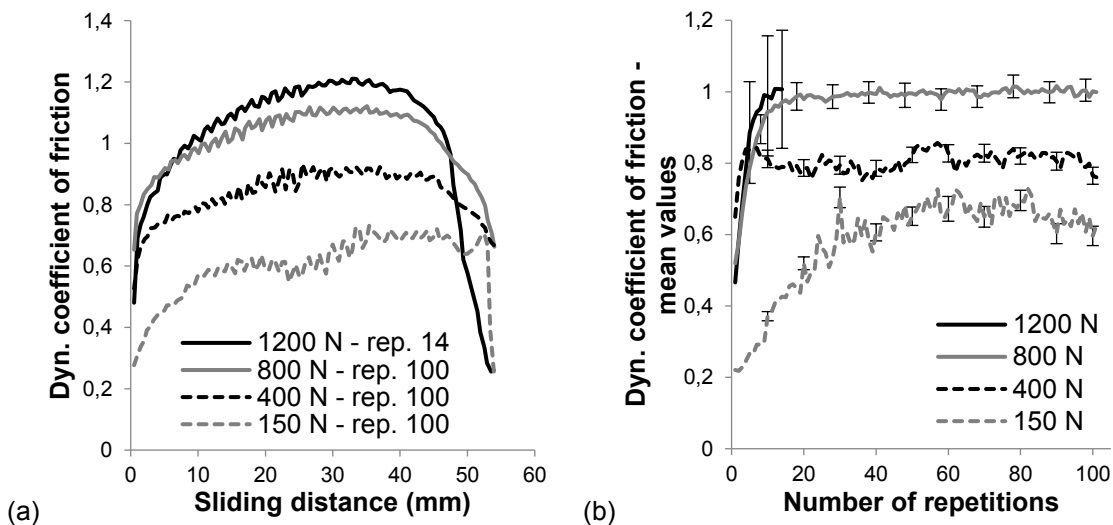 1,4
1,2
1
0,8
0,6
0,4
0,2
0
Dyn. coefficient of friction
1200 N - rep. 14
800 N - rep. 100
400 N - rep. 100
150 N - rep. 100
0 10 20 30 40 50 60
Sliding distance (mm)
(a)
1,2
1
0,8
0,6
0,4
0,2
0
Dyn. coefficient of friction -
mean values
1200 N
800 N
400 N
150 N
0 20 40 60 80 100
Number of repetitions
(b)